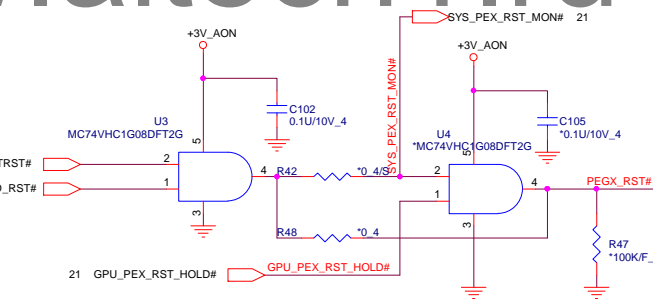 SYS_PEX_RST_MON# 21
+3V_AON
+3V_AON
SYS_PEX_RST_MON#
C102
0.1U/10V_4
C105
*0.1U/10V_4
U3
MC74VHC1G08DFT2G
U4
*MC74VHC1G08DFT2G
5
5
TRST#
2
4
R42
*0_4/S
2
4
PEGX_RST#
_RST#
1
1
3
3
R48
*0_4
R47
*100K/F_
21 GPU_PEX_RST_HOLD#
GPU_PEX_RST_HOLD#